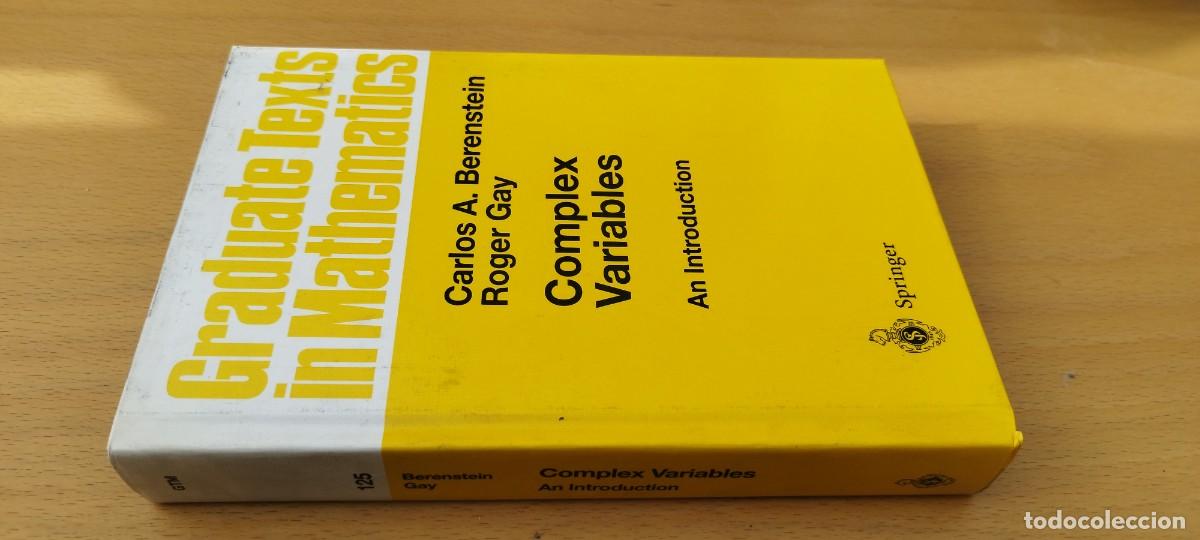 Graduate Texts
in Mathematics
Carlos A. Berenstein
Roger Gay
Complex
Variables
An Introduction
Springer
GTM
125
Berenstein
Gay
Complex Variables
An Introduction
todocoleccion